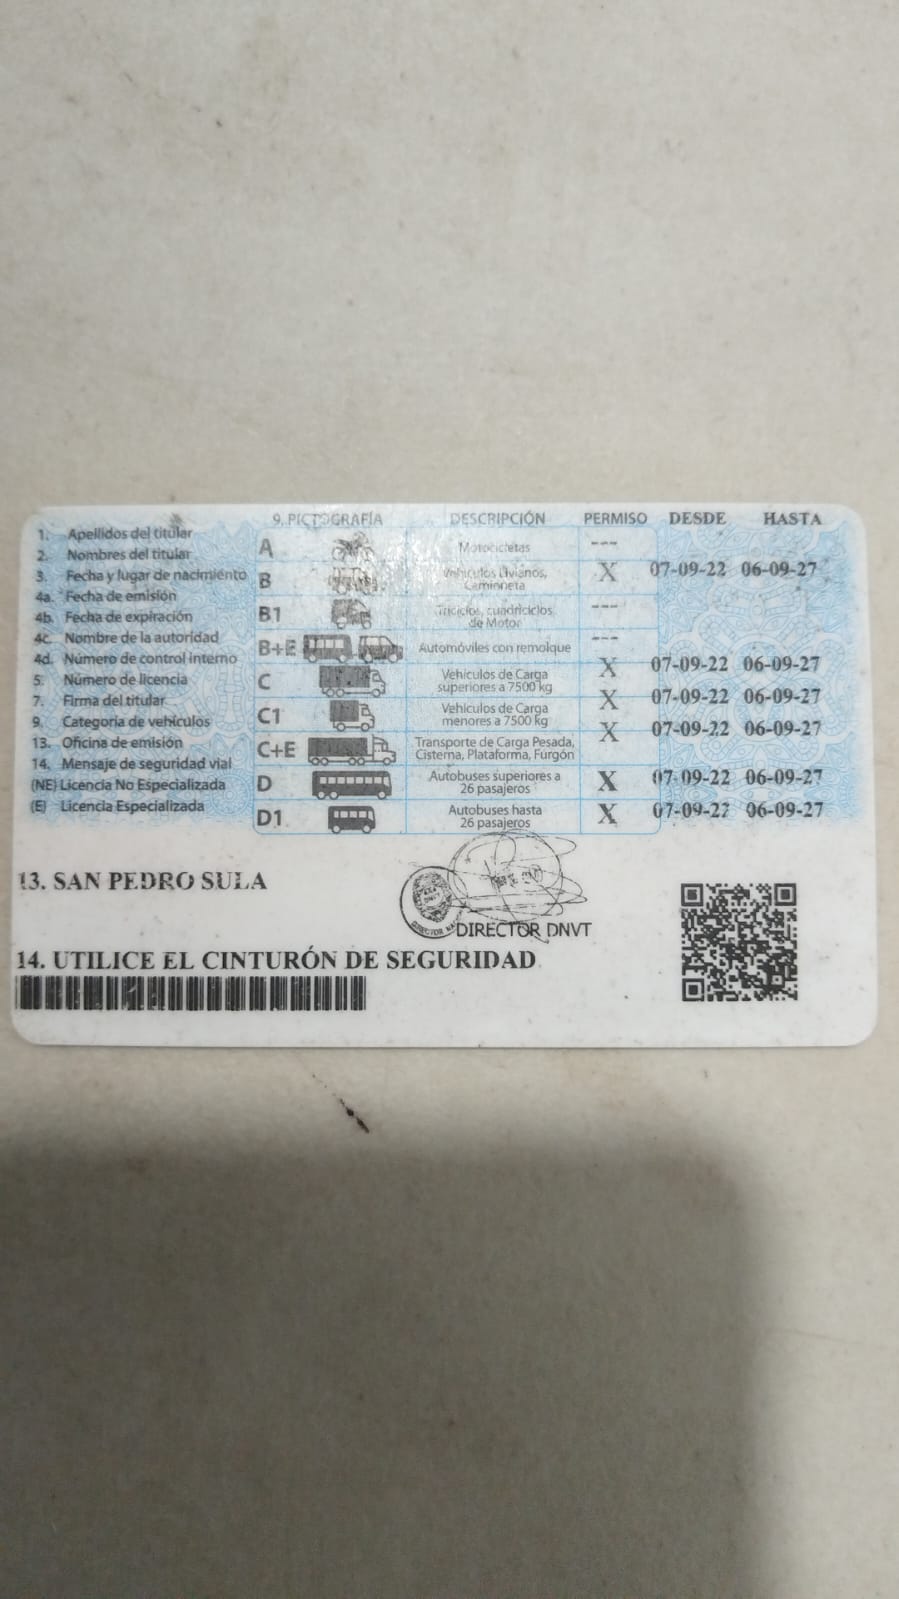 1. Apellidos del titular
2. Nombres del titular
3. Fecha y lugar de nacimiento
4a. Fecha de emisión
4b. Fecha de expiración
4c. Nombre de la autoridad
4d. Número de control interno
5. Número de licencia
7. Firma del titular
9. Categoría de vehículos
13. Oficina de emisión
14. Mensaje de seguridad vial
(NE) Licencia No Especializada
(E) Licencia Especializada
9. PICTOGRAFÍA DESCRIPCIÓN PERMISO DESDE HASTA
A Motocicletas ---
B Vehículos Livianos, Camioneta X 07-09-22 06-09-27
B1 Triciclos, cuadriciclos de Motor ---
B+E Automóviles con remolque ---
C Vehículos de Carga superiores a 7500 kg X 07-09-22 06-09-27
C1 Vehículos de Carga menores a 7500 kg X 07-09-22 06-09-27
C+E Transporte de Carga Pesada, Cisterna, Plataforma, Furgón X 07-09-22 06-09-27
D Autobuses superiores a 26 pasajeros X 07-09-22 06-09-27
D1 Autobuses hasta 26 pasajeros X 07-09-22 06-09-27
13. SAN PEDRO SULA
DIRECTOR DNVT
14. UTILICE EL CINTURÓN DE SEGURIDAD